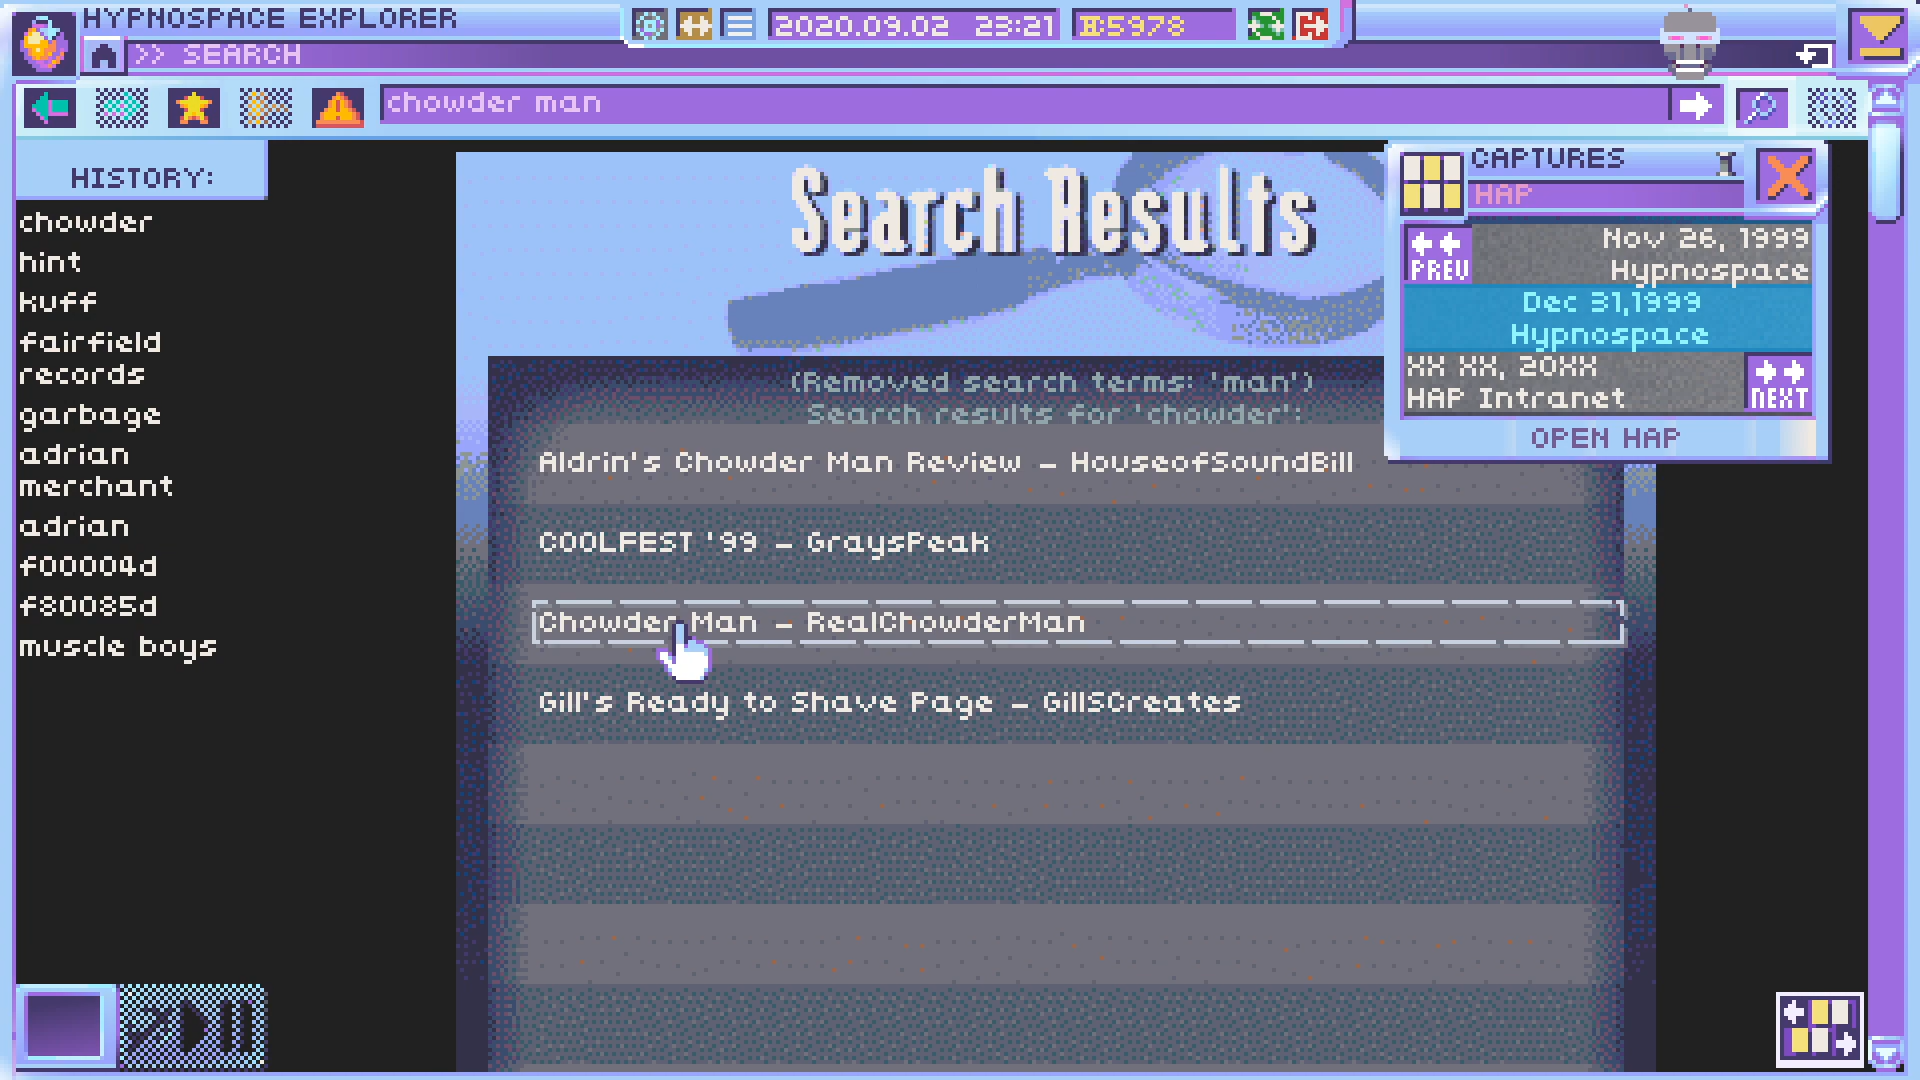 HYPNOSPACE EXPLORER
2020.09.02 23:21
5978
>> SEARCH
chowder man
HISTORY:
chowder
hint
kuff
fairfield
records
garbage
adrian
merchant
adrian
f00004d
f80085d
muscle boys
Search Results
(Removed search terms: 'man')
Search results for 'chowder':
Aldrin's Chowder Man Review - HouseofSoundBill
COOLFEST '99 - GraysPeak
Chowder Man - RealChowderMan
Gill's Ready to Shave Page - GillSCreates
CAPTURES
HAP
PREV
Nov 26, 1999
Hypnospace
Dec 31,1999
Hypnospace
XX XX, 20XX
HAP Intranet
NEXT
OPEN HAP